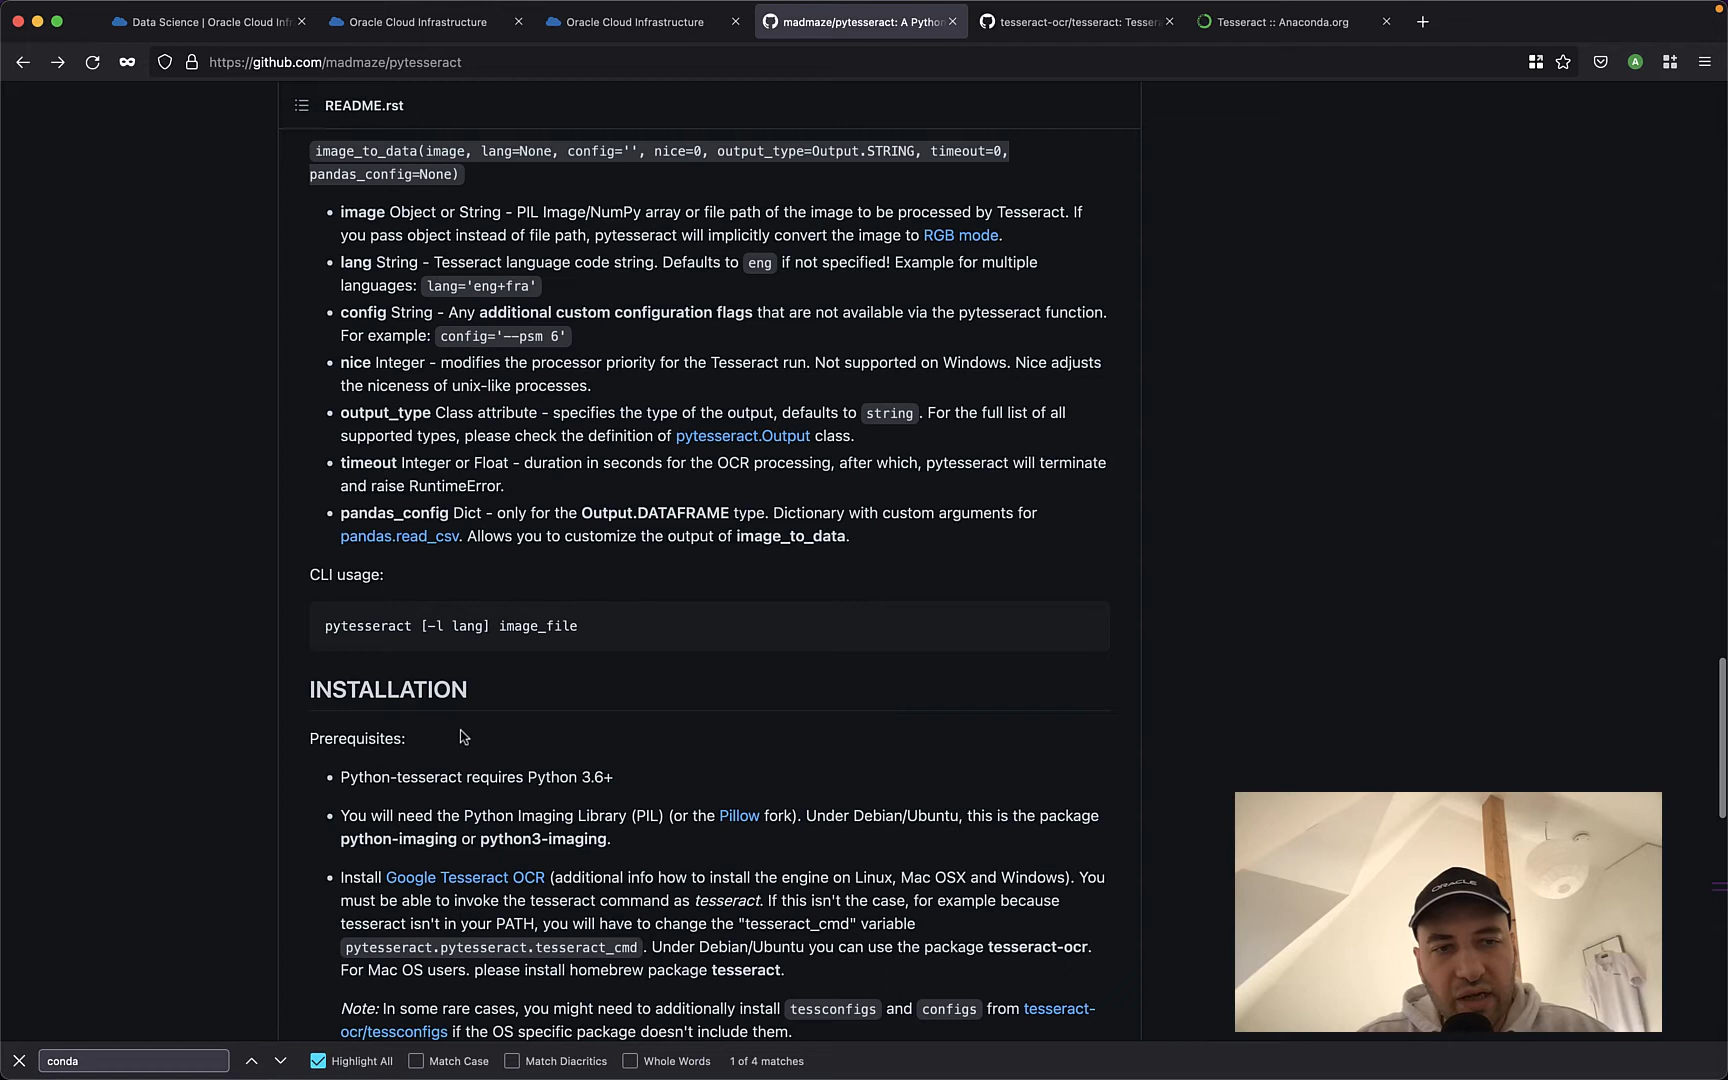 Data Science | Oracle Cloud Inf
Oracle Cloud Infrastructure
Oracle Cloud Infrastructure
madmaze/pytesseract: A Pytho
tesseract-ocr/tesseract: Tesser
Tesseract :: Anaconda.org
https://github.com/madmaze/pytesseract
A
README.rst
image_to_data(image, lang=None, config='', nice=0, output_type=Output.STRING, timeout=0,
pandas_config=None)
• image Object or String - PIL Image/NumPy array or file path of the image to be processed by Tesseract. If
you pass object instead of file path, pytesseract will implicitly convert the image to RGB mode.
• lang String - Tesseract language code string. Defaults to eng if not specified! Example for multiple
languages: lang='eng+fra'
• config String - Any additional custom configuration flags that are not available via the pytesseract function.
For example: config='--psm 6'
• nice Integer - modifies the processor priority for the Tesseract run. Not supported on Windows. Nice adjusts
the niceness of unix-like processes.
• output_type Class attribute - specifies the type of the output, defaults to string. For the full list of all
supported types, please check the definition of pytesseract.Output class.
• timeout Integer or Float - duration in seconds for the OCR processing, after which, pytesseract will terminate
and raise RuntimeError.
• pandas_config Dict - only for the Output.DATAFRAME type. Dictionary with custom arguments for
pandas.read_csv. Allows you to customize the output of image_to_data.
CLI usage:
pytesseract [-l lang] image_file
INSTALLATION
Prerequisites:
• Python-tesseract requires Python 3.6+
• You will need the Python Imaging Library (PIL) (or the Pillow fork). Under Debian/Ubuntu, this is the package
python-imaging or python3-imaging.
• Install Google Tesseract OCR (additional info how to install the engine on Linux, Mac OSX and Windows). You
must be able to invoke the tesseract command as tesseract. If this isn't the case, for example because
tesseract isn't in your PATH, you will have to change the "tesseract_cmd" variable
pytesseract.pytesseract.tesseract_cmd. Under Debian/Ubuntu you can use the package tesseract-ocr.
For Mac OS users. please install homebrew package tesseract.
Note: In some rare cases, you might need to additionally install tessconfigs and configs from tesseract-
ocr/tessconfigs if the OS specific package doesn't include them.
ORACLE
conda
Highlight All
Match Case
Match Diacritics
Whole Words
1 of 4 matches